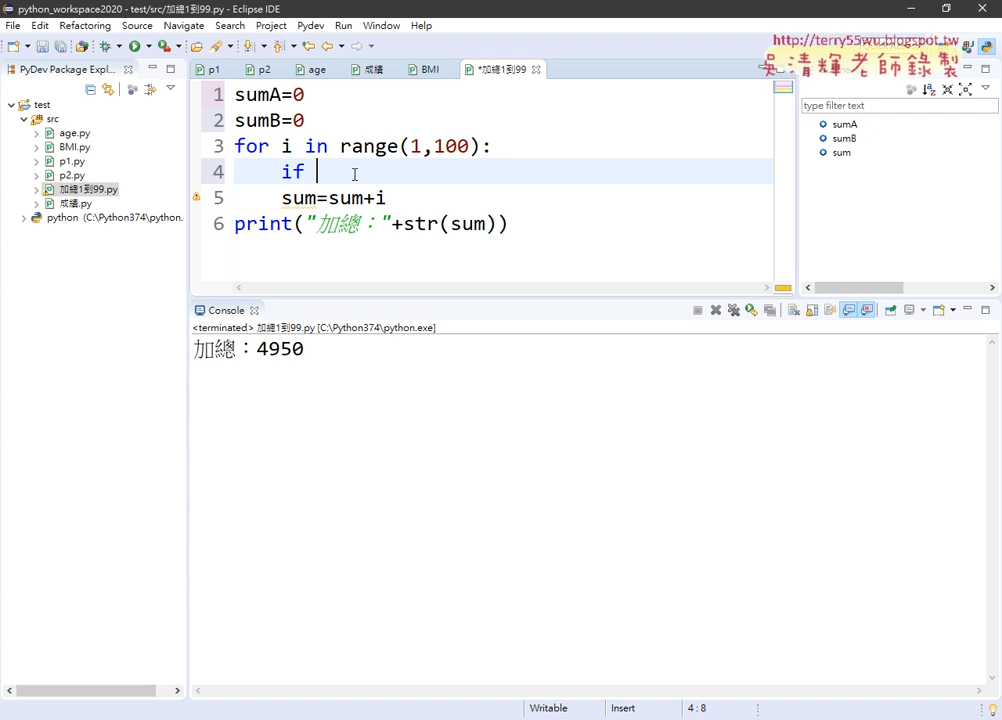 python_workspace2020 - test/src/加總1到99.py - Eclipse IDE
File Edit Refactoring Source Navigate Search Project Pydev Run Window Help
http://terry55wu.blogspot.tw
吳清輝老師錄製
PyDev Package Expl...
p1 p2 age 成績 BMI *加總1到99
test
src
age.py
BMI.py
p1.py
p2.py
加總1到99.py
成績.py
python (C:\Python374\python.
1 sumA=0
2 sumB=0
3 for i in range(1,100):
4 if
5 sum=sum+i
6 print("加總："+str(sum))
type filter text
sumA
sumB
sum
Console
<terminated> 加總1到99.py [C:\Python374\python.exe]
加總：4950
Writable Insert 4:8